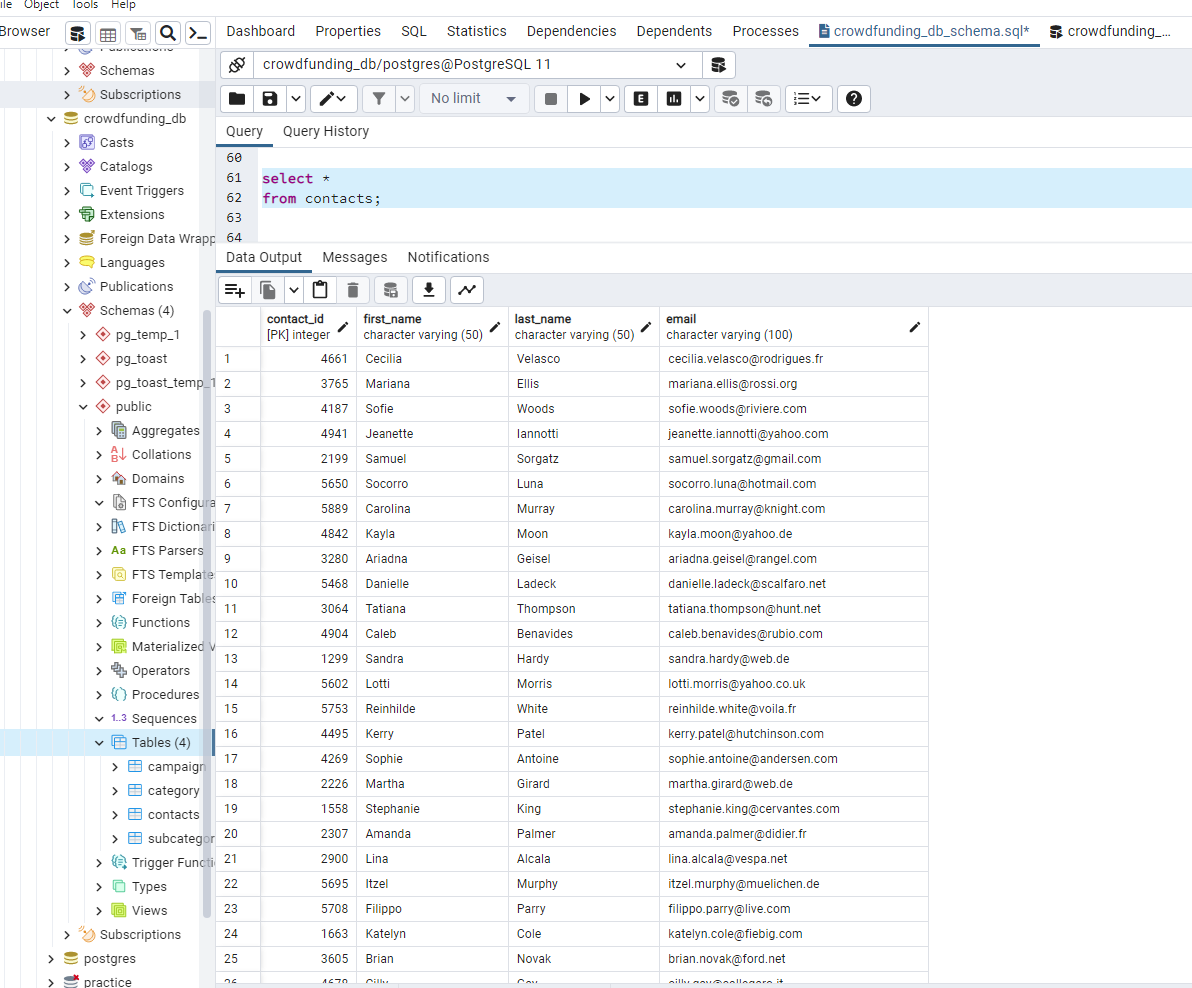 ile Object Tools Help
Browser
Dashboard Properties SQL Statistics Dependencies Dependents Processes crowdfunding_db_schema.sql* crowdfunding_...
Publications
Schemas
Subscriptions
crowdfunding_db
Casts
Catalogs
Event Triggers
Extensions
Foreign Data Wrapp
Languages
Publications
Schemas (4)
pg_temp_1
pg_toast
pg_toast_temp_1
public
Aggregates
Collations
Domains
FTS Configura
FTS Dictionari
Aa FTS Parsers
FTS Template
Foreign Table
Functions
Materialized V
Operators
Procedures
1..3 Sequences
Tables (4)
campaign
category
contacts
subcategor
Trigger Functi
Types
Views
Subscriptions
postgres
practice
crowdfunding_db/postgres@PostgreSQL 11
No limit
E
Query Query History
60
61 select *
62 from contacts;
63
64
Data Output Messages Notifications
contact_id first_name last_name email
[PK] integer character varying (50) character varying (50) character varying (100)
1 4661 Cecilia Velasco cecilia.velasco@rodrigues.fr
2 3765 Mariana Ellis mariana.ellis@rossi.org
3 4187 Sofie Woods sofie.woods@riviere.com
4 4941 Jeanette Iannotti jeanette.iannotti@yahoo.com
5 2199 Samuel Sorgatz samuel.sorgatz@gmail.com
6 5650 Socorro Luna socorro.luna@hotmail.com
7 5889 Carolina Murray carolina.murray@knight.com
8 4842 Kayla Moon kayla.moon@yahoo.de
9 3280 Ariadna Geisel ariadna.geisel@rangel.com
10 5468 Danielle Ladeck danielle.ladeck@scalfaro.net
11 3064 Tatiana Thompson tatiana.thompson@hunt.net
12 4904 Caleb Benavides caleb.benavides@rubio.com
13 1299 Sandra Hardy sandra.hardy@web.de
14 5602 Lotti Morris lotti.morris@yahoo.co.uk
15 5753 Reinhilde White reinhilde.white@voila.fr
16 4495 Kerry Patel kerry.patel@hutchinson.com
17 4269 Sophie Antoine sophie.antoine@andersen.com
18 2226 Martha Girard martha.girard@web.de
19 1558 Stephanie King stephanie.king@cervantes.com
20 2307 Amanda Palmer amanda.palmer@didier.fr
21 2900 Lina Alcala lina.alcala@vespa.net
22 5695 Itzel Murphy itzel.murphy@muelichen.de
23 5708 Filippo Parry filippo.parry@live.com
24 1663 Katelyn Cole katelyn.cole@fiebig.com
25 3605 Brian Novak brian.novak@ford.net